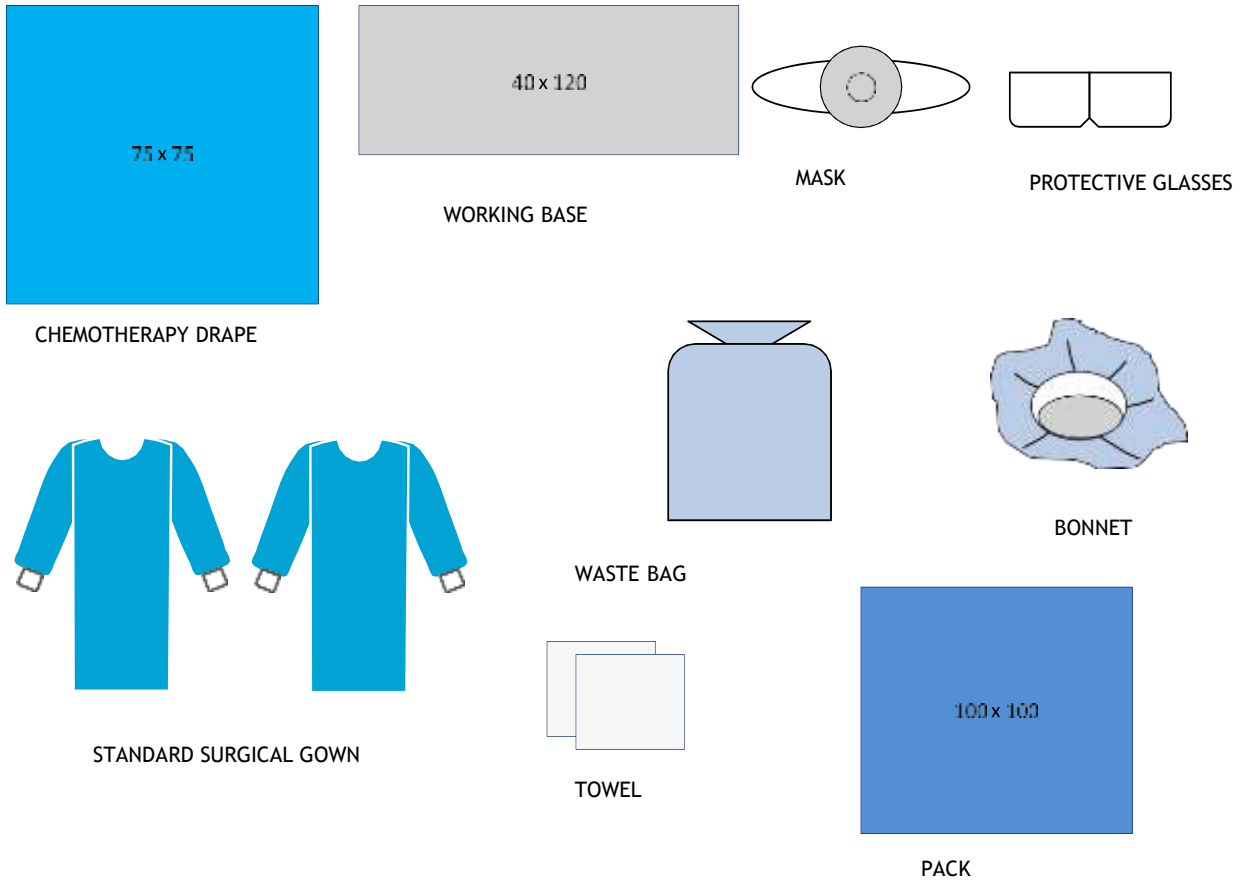 75 x 75
40 x 120
MASK
PROTECTIVE GLASSES
WORKING BASE
CHEMOTHERAPY DRAPE
BONNET
WASTE BAG
100 x 100
STANDARD SURGICAL GOWN
TOWEL
PACK